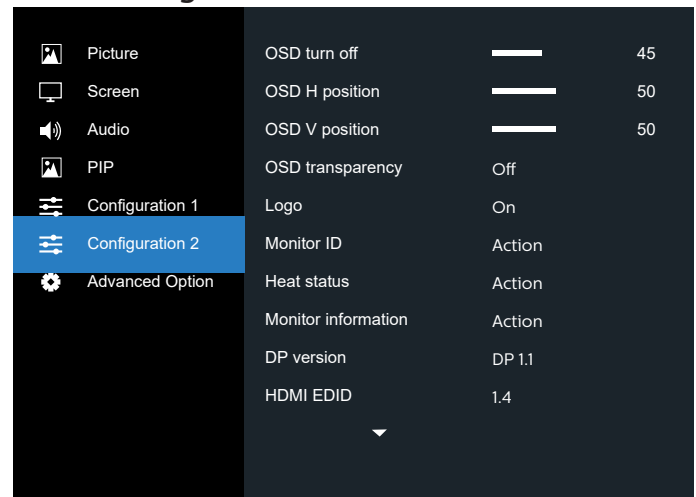 Picture
Screen
Audio
PIP
Configuration 1
Configuration 2
Advanced Option
OSD turn off 45
OSD H position 50
OSD V position 50
OSD transparency Off
Logo On
Monitor ID Action
Heat status Action
Monitor information Action
DP version DP 1.1
HDMI EDID 1.4